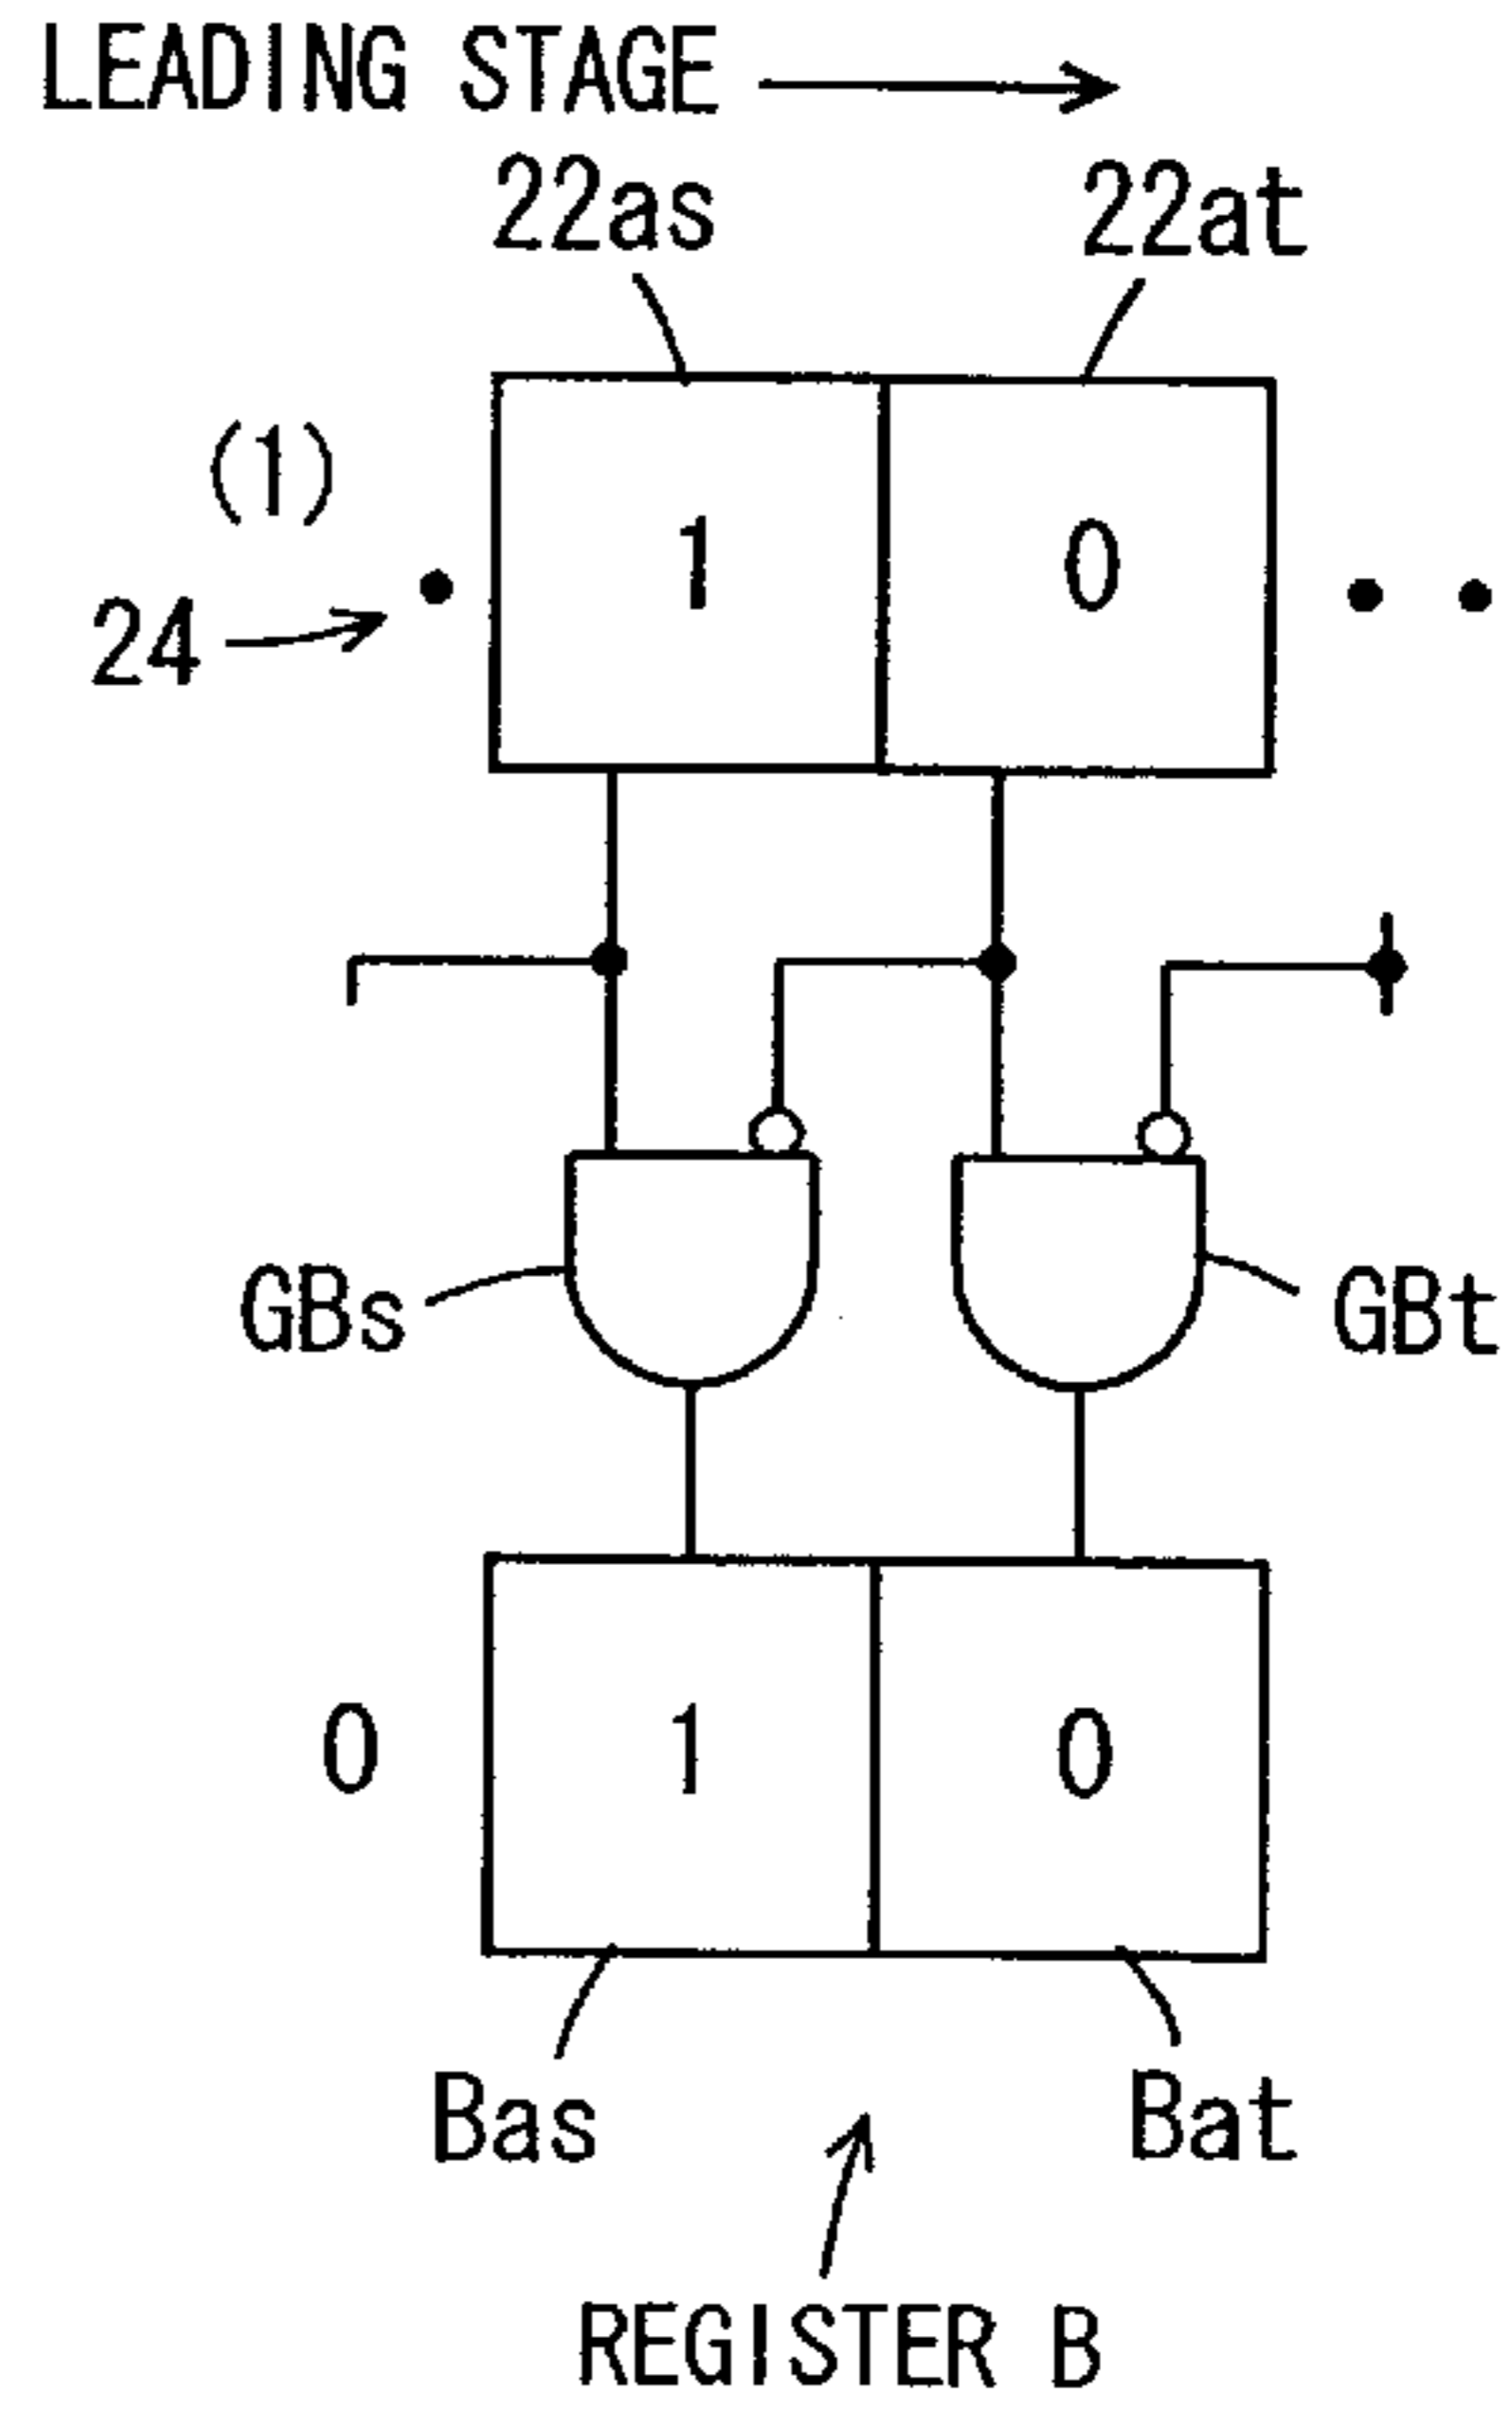 LEADING STAGE
22as 22at
(1)
1 0
24
GBs GBt
0 1 0
Bas Bat
REGISTER B